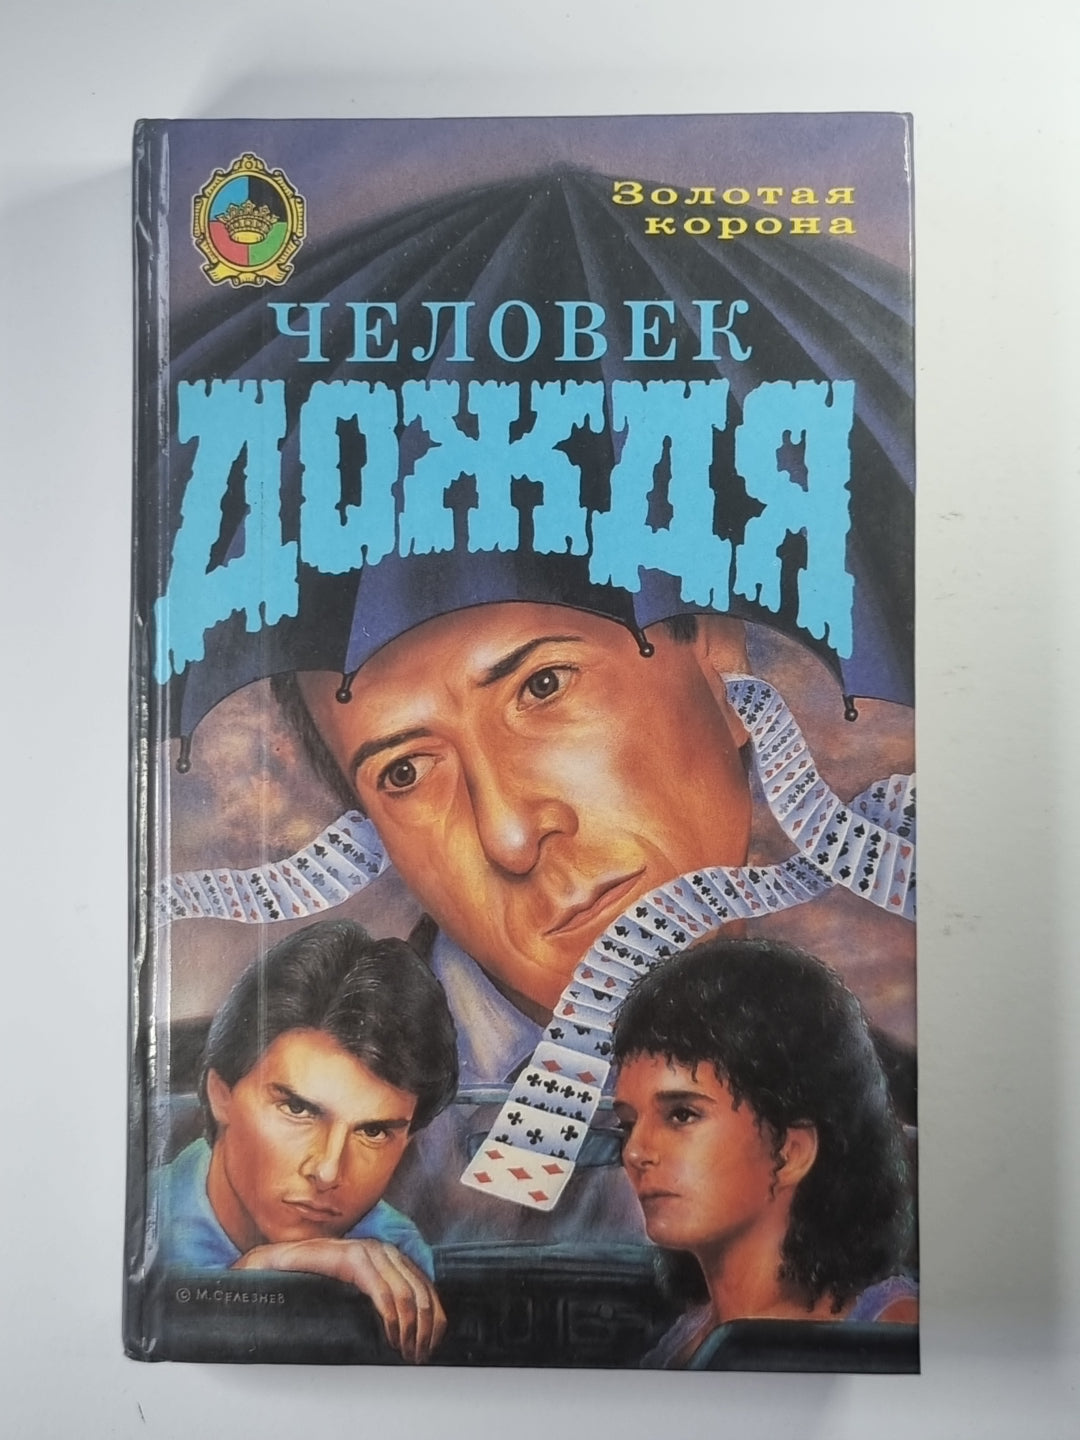 Золотая
корона
ЧЕЛОВЕК
ДОЖДЯ
© М. СЕЛЕЗНЕВ